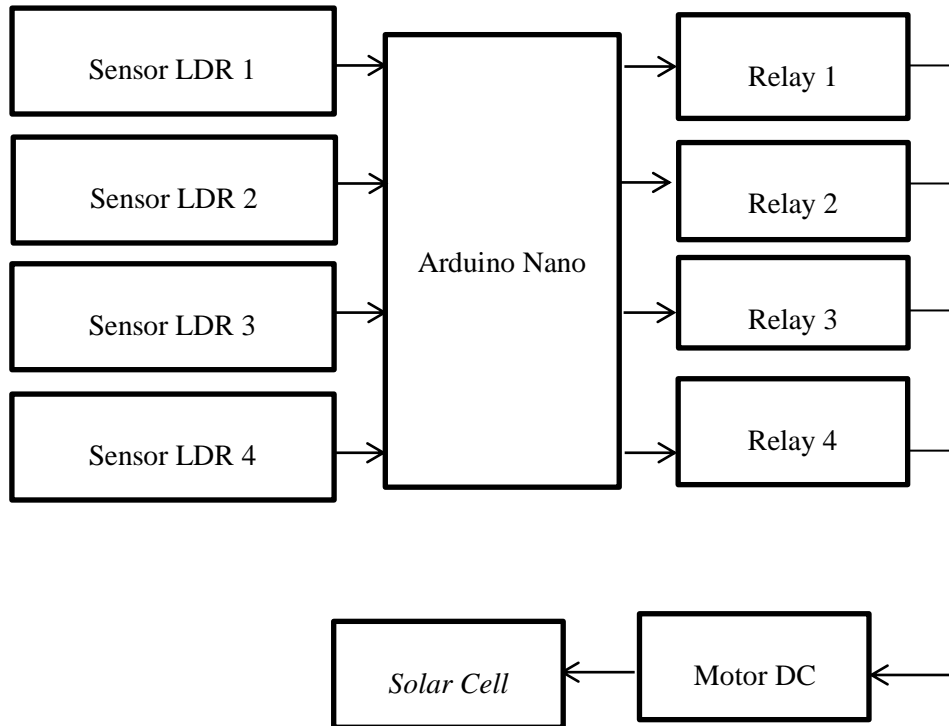 Sensor LDR 1
Sensor LDR 2
Sensor LDR 3
Sensor LDR 4
Arduino Nano
Relay 1
Relay 2
Relay 3
Relay 4
Solar Cell
Motor DC